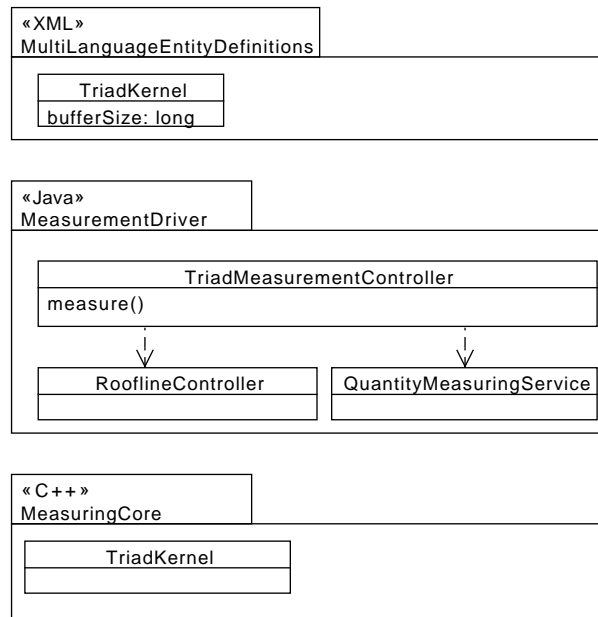 «XML»
MultiLanguageEntityDefinitions
TriadKernel
bufferSize: long
«Java»
MeasurementDriver
TriadMeasurementController
measure()
RooflineController
QuantityMeasuringService
«C++»
MeasuringCore
TriadKernel